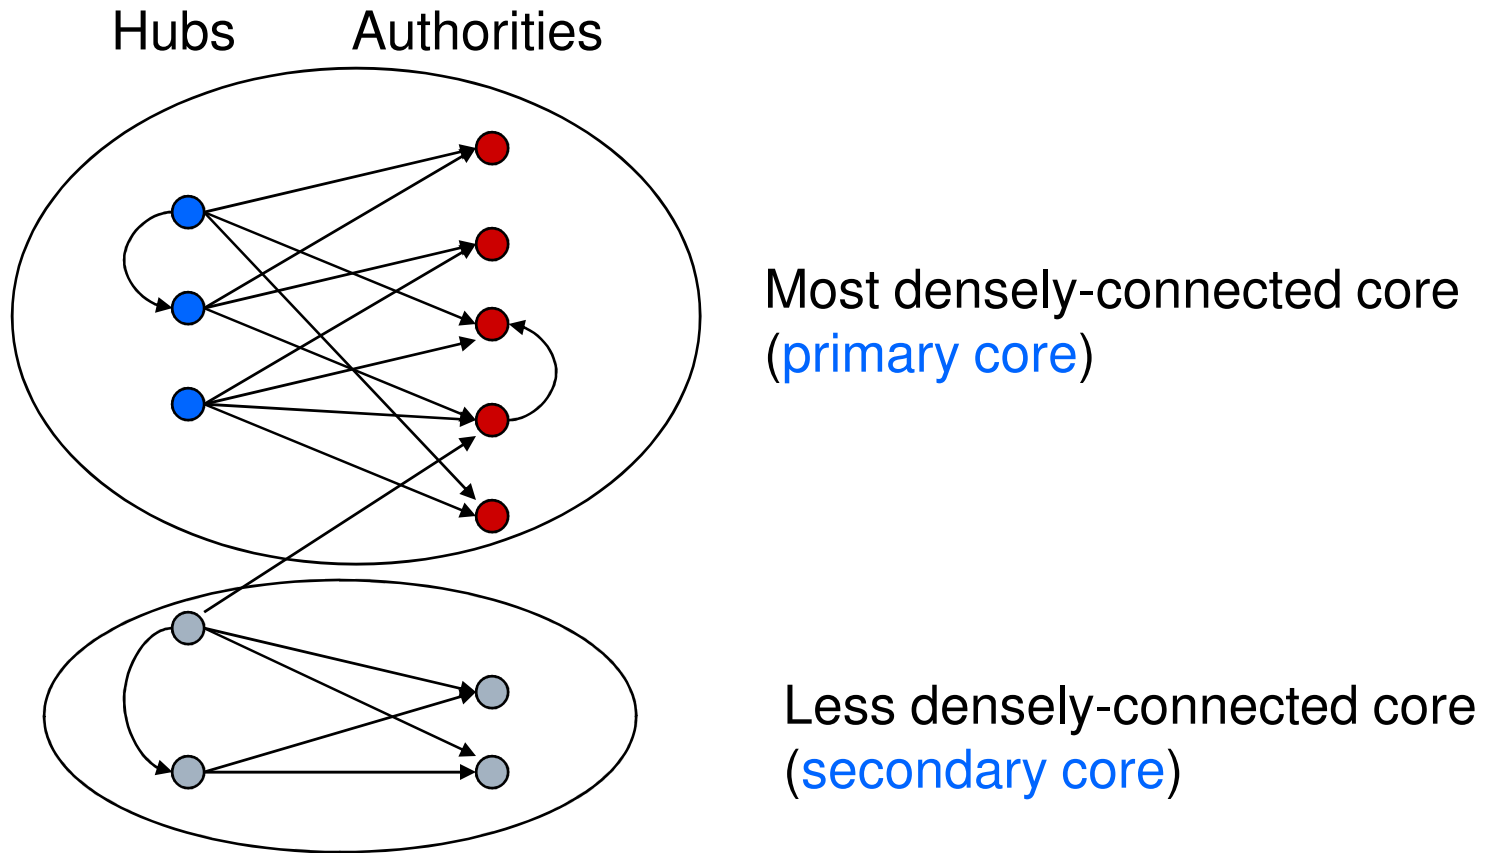 Hubs Authorities
Most densely-connected core
(primary core)
Less densely-connected core
(secondary core)